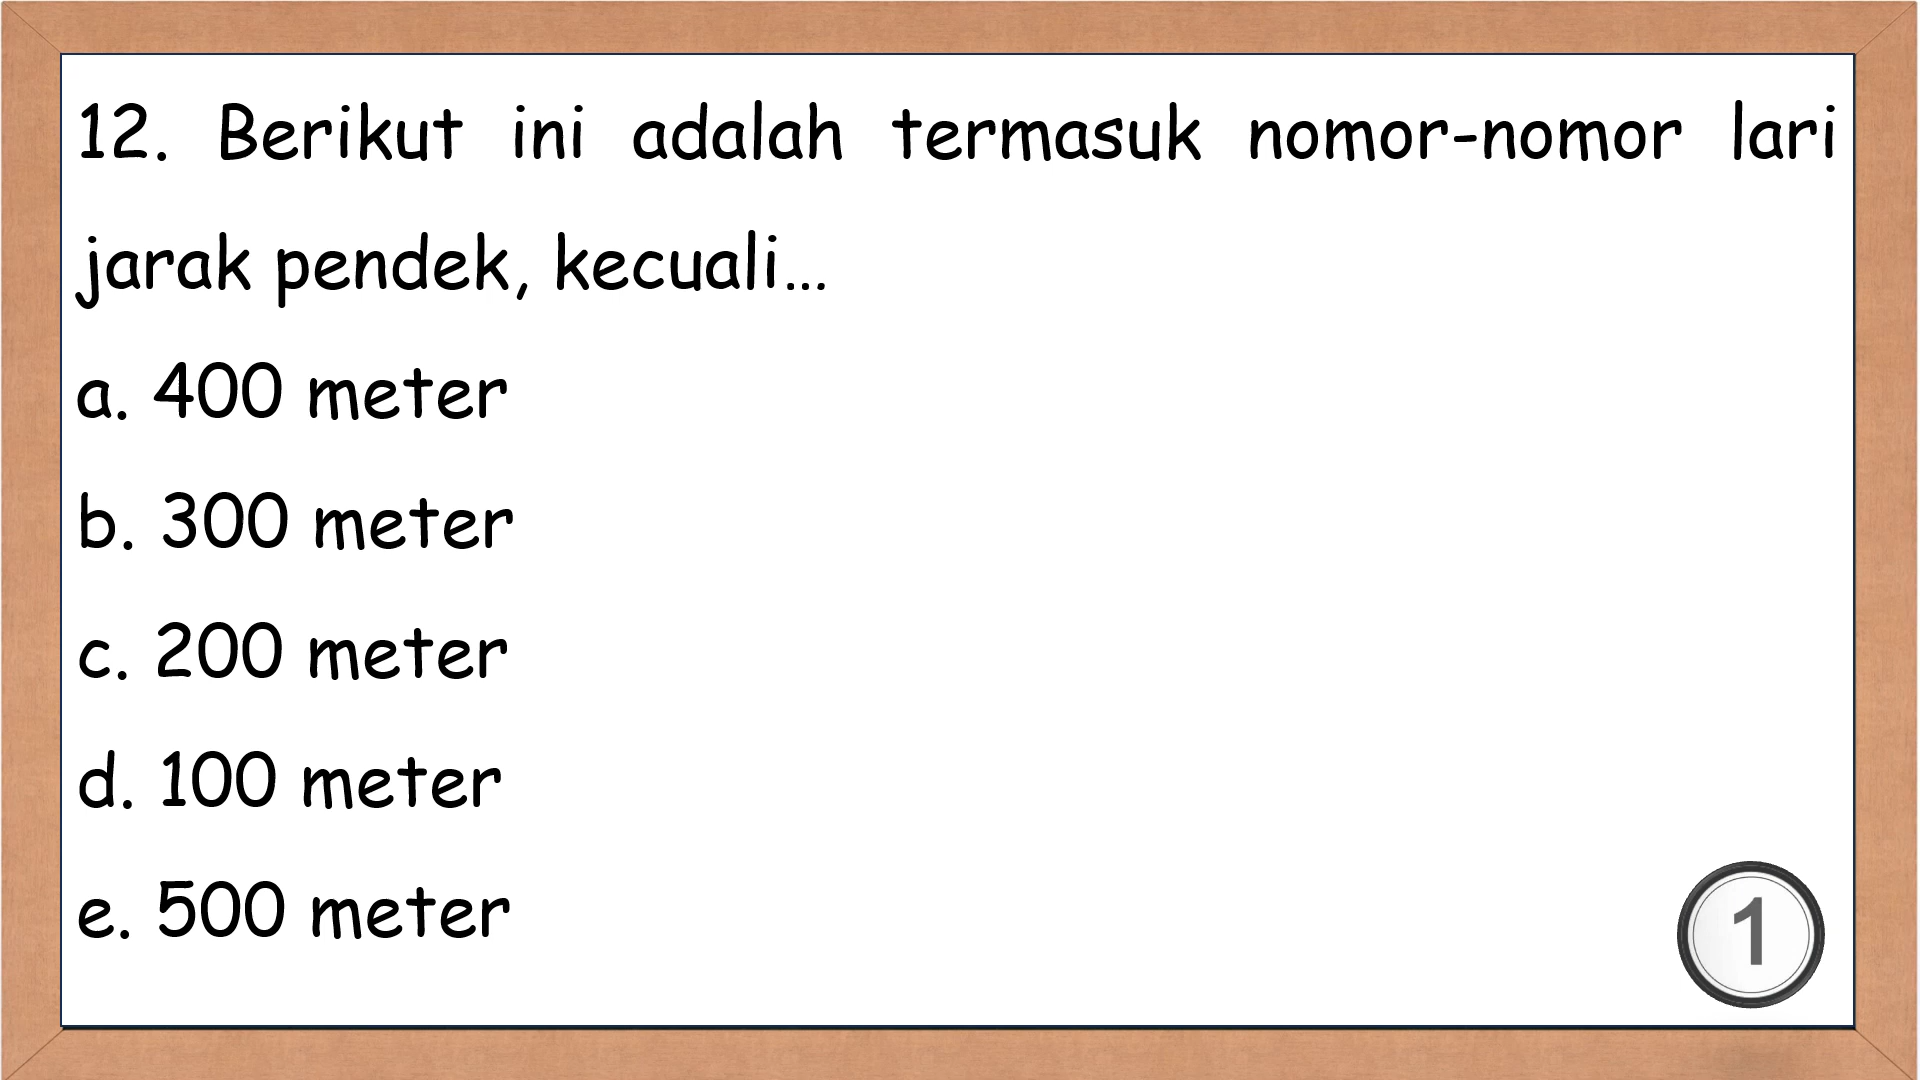 12. Berikut ini adalah termasuk nomor-nomor lari
jarak pendek, kecuali...
a. 400 meter
b. 300 meter
c. 200 meter
d. 100 meter
e. 500 meter
1